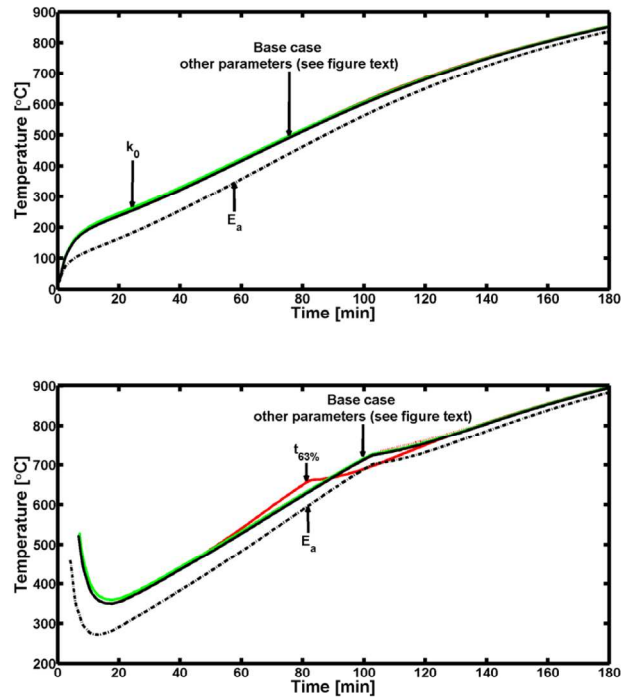 900
800
700
600
500
400
300
200
100
0
Temperature [°C]
Base case
other parameters (see figure text)
k0
Ea
0 20 40 60 80 100 120 140 160 180
Time [min]
900
800
700
600
500
400
300
200
Temperature [°C]
Base case
other parameters (see figure text)
t63%
Ea
0 20 40 60 80 100 120 140 160 180
Time [min]